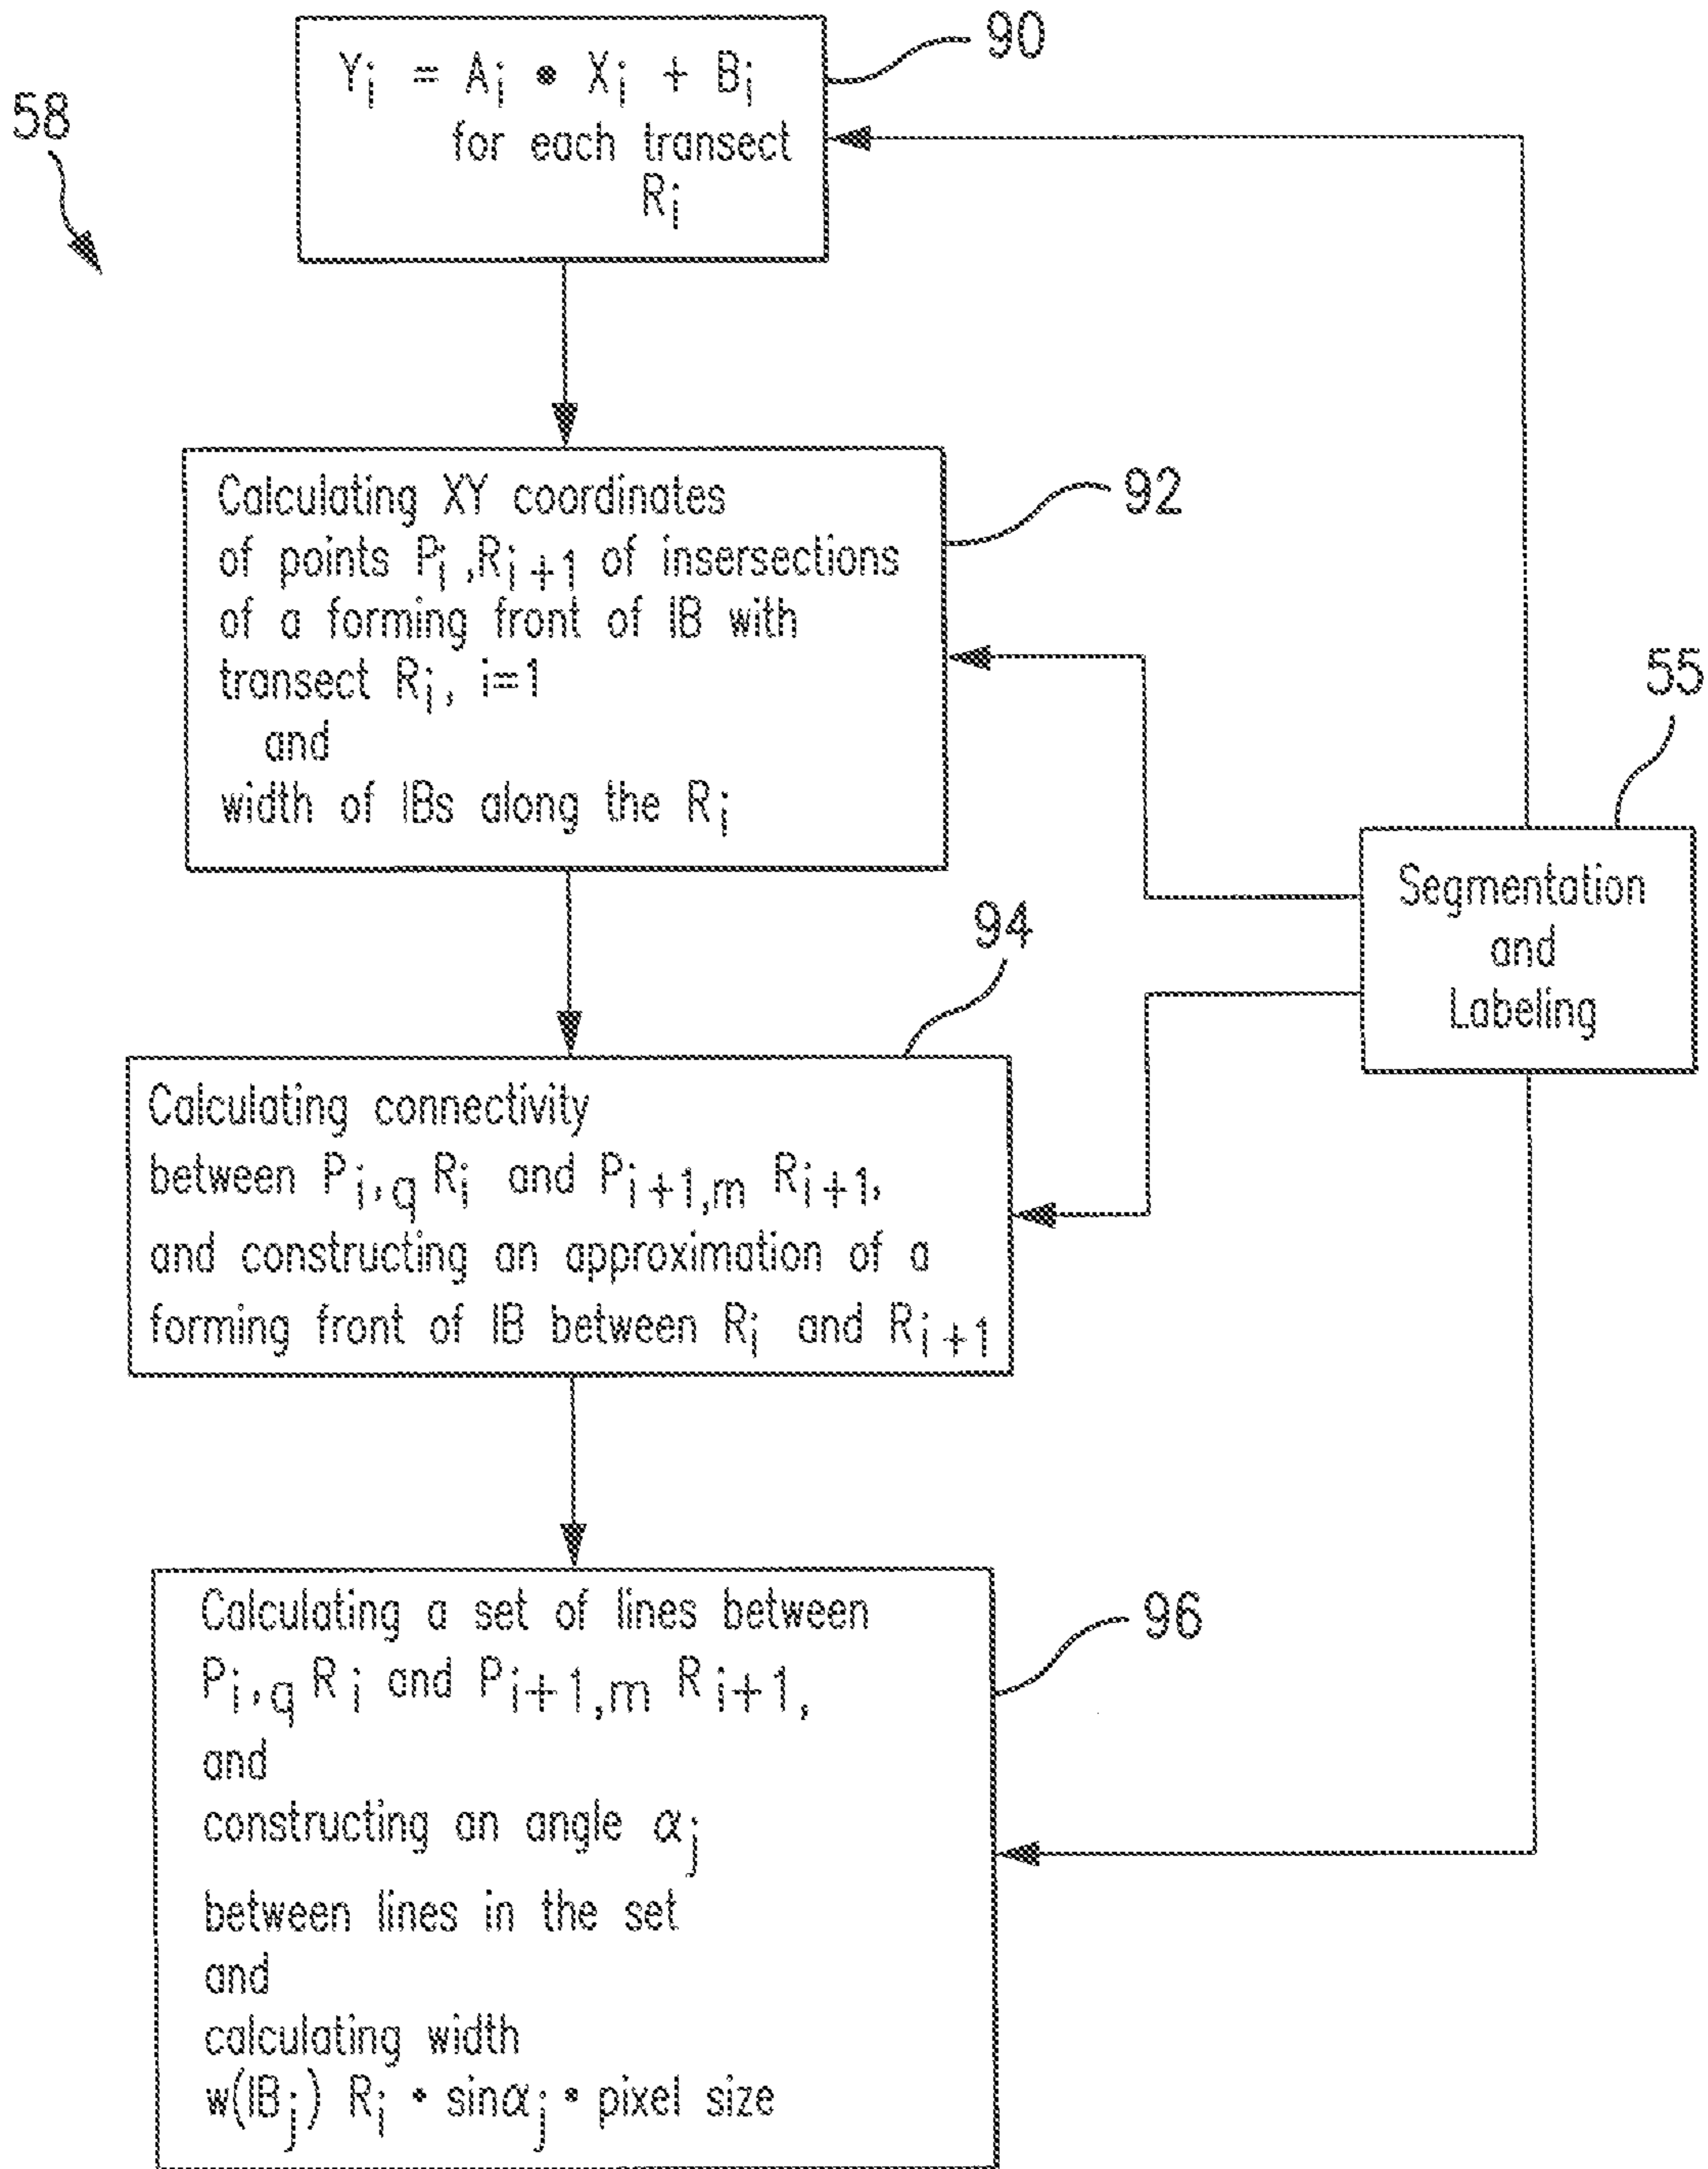 58
90
Yi = Ai • Xi + Bi
for each transect
Ri
Calculating XY coordinates
of points Pi,Ri+1 of insersections
of a forming front of IB with
transect Ri, i=1
and
width of IBs along the Ri
92
55
Segmentation
and
Labeling
94
Calculating connectivity
between Pi,q Ri and Pi+1,m Ri+1,
and constructing an approximation of a
forming front of IB between Ri and Ri+1
Calculating a set of lines between
Pi,q Ri and Pi+1,m Ri+1,
and
constructing an angle αj
between lines in the set
and
calculating width
w(IBj) Ri • sinαj • pixel size
96